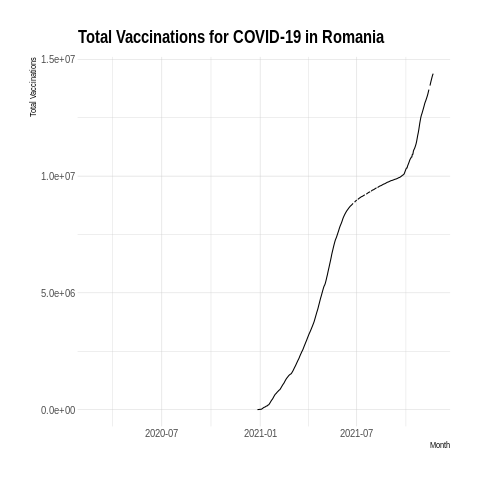 Total Vaccinations for COVID-19 in Romania
Total Vaccinations
1.5e+07
1.0e+07
5.0e+06
0.0e+00
2020-07
2021-01
2021-07
Month